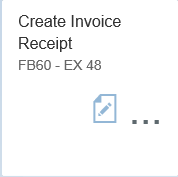 Create Invoice
Receipt
FB60 - EX 48
...